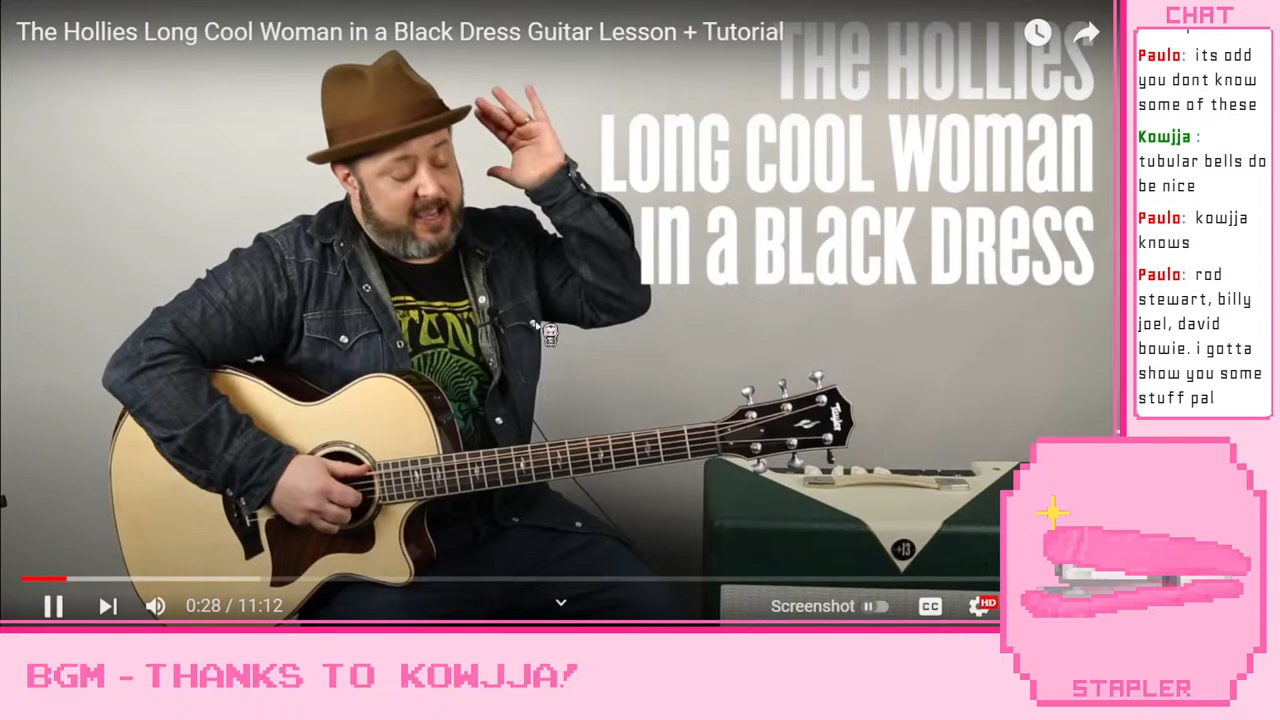 The Hollies Long Cool Woman in a Black Dress Guitar Lesson + Tutorial
THE HOLLIES
LONG COOL WOMAN
IN A BLACK DRESS
Taylor
+13
0:28 / 11:12
Screenshot
CC
HD
CHAT
Paulo: its odd
you dont know
some of these
Kowjja :
tubular bells do
be nice
Paulo: kowjja
knows
Paulo: rod
stewart, billy
joel, david
bowie. i gotta
show you some
stuff pal
BGM - THANKS TO KOWJJA!
STAPLER